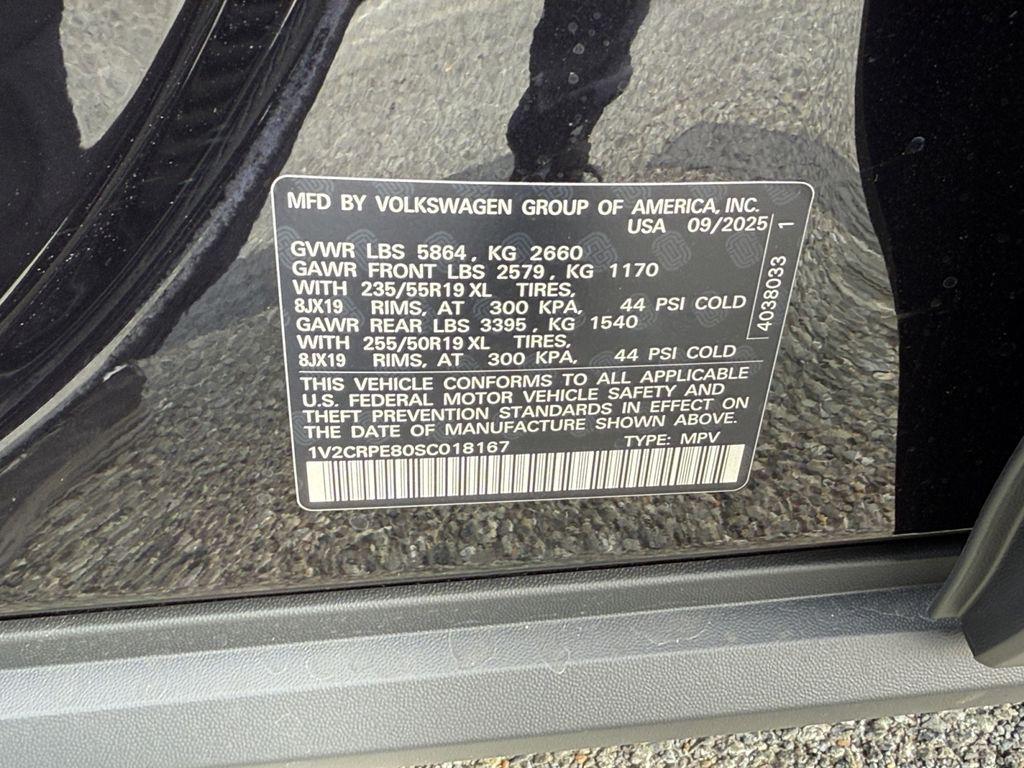 MFD BY VOLKSWAGEN GROUP OF AMERICA, INC.
USA 09/2025
GVWR LBS 5864, KG 2660
GAWR FRONT LBS 2579, KG 1170
WITH 235/55R19 XL TIRES,
8JX19 RIMS, AT 300 KPA, 44 PSI COLD
GAWR REAR LBS 3395, KG 1540
WITH 255/50R19 XL TIRES,
8JX19 RIMS, AT 300 KPA, 44 PSI COLD
THIS VEHICLE CONFORMS TO ALL APPLICABLE
U.S. FEDERAL MOTOR VEHICLE SAFETY AND
THEFT PREVENTION STANDARDS IN EFFECT ON
THE DATE OF MANUFACTURE SHOWN ABOVE.
1V2CRPE80SC018167 TYPE: MPV
4038033 1